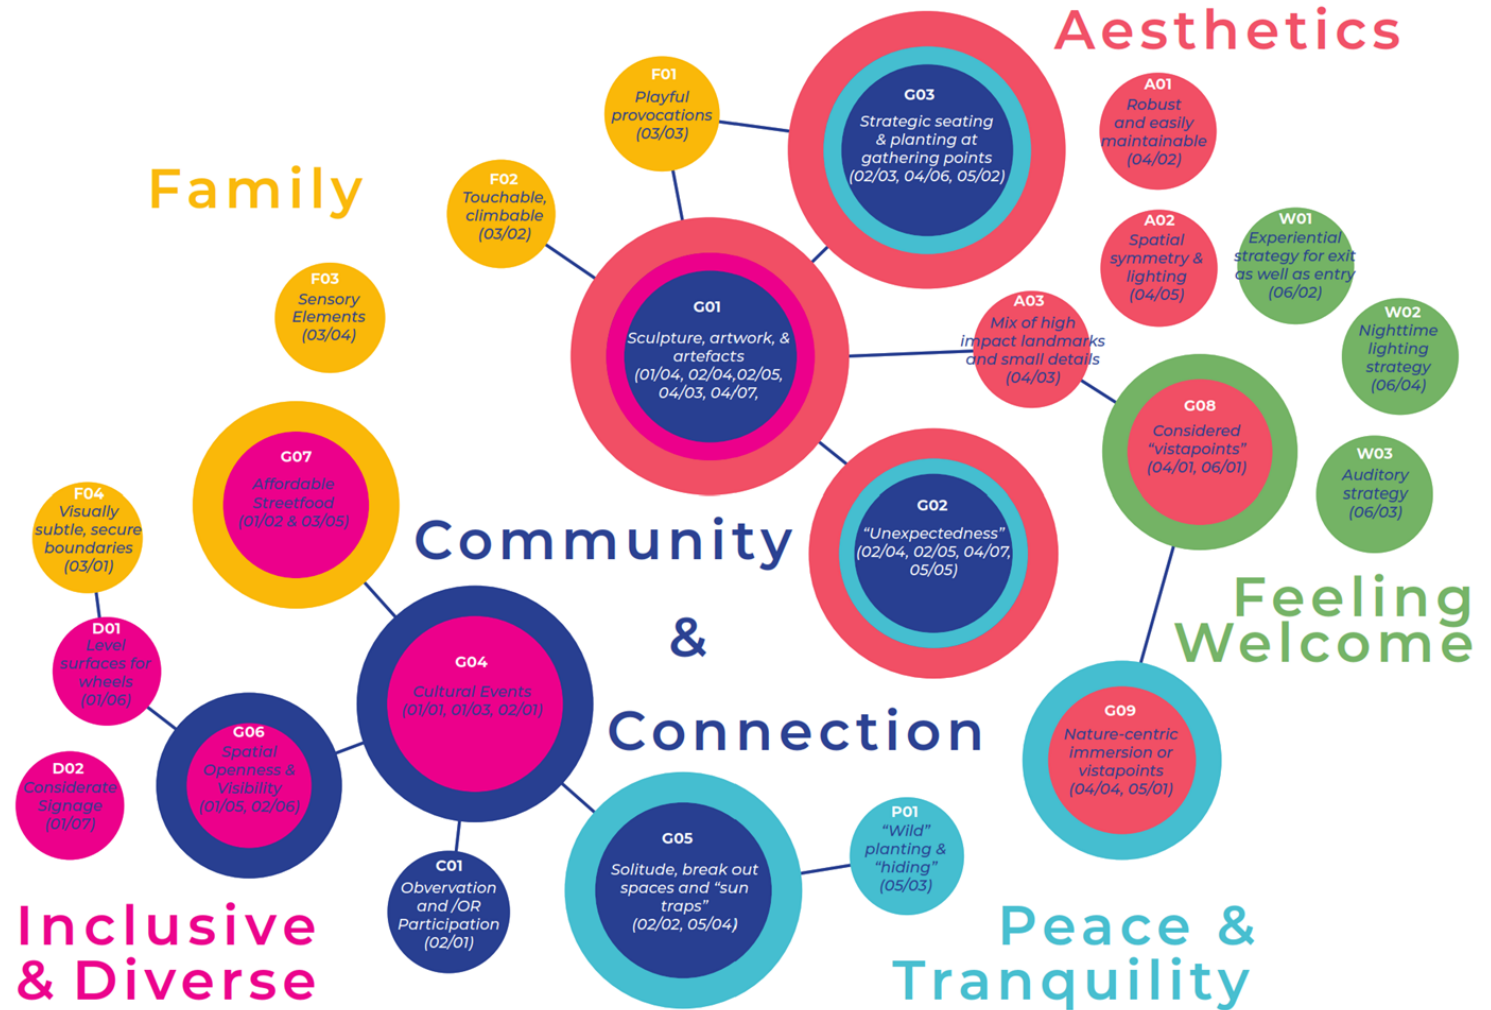 Aesthetics
F01
Playful
provocations
(03/03)
G03
Strategic seating
& planting at
gathering points
(02/03, 04/06, 05/02)
A01
Robust
and easily
maintainable
(04/02)
Family
F02
Touchable,
climbable
(03/02)
A02
Spatial
symmetry &
lighting
(04/05)
W01
Experiential
strategy for exit
as well as entry
(06/02)
F03
Sensory
Elements
(03/04)
G01
Sculpture, artwork, &
artefacts
(01/04, 02/04,02/05,
04/03, 04/07,
A03
Mix of high
impact landmarks
and small details
(04/03)
W02
Nighttime
lighting
strategy
(06/04)
G08
Considered
“vistapoints”
(04/01, 06/01)
W03
Auditory
strategy
(06/03)
G07
Affordable
Streetfood
(01/02 & 03/05)
F04
Visually
subtle, secure
boundaries
(03/01)
Community
&
Connection
G02
“Unexpectedness”
(02/04, 02/05, 04/07,
05/05)
Feeling
Welcome
D01
Level
surfaces for
wheels
(01/06)
G04
Cultural Events
(01/01, 01/03, 02/01)
G06
Spatial
Openness &
Visibility
(01/05, 02/06)
D02
Considerate
Signage
(01/07)
G09
Nature-centric
immersion or
vistapoints
(04/04, 05/01)
C01
Obvervation
and /OR
Participation
(02/01)
G05
Solitude, break out
spaces and “sun
traps”
(02/02, 05/04)
P01
“Wild”
planting &
“hiding”
(05/03)
Inclusive
& Diverse
Peace &
Tranquility